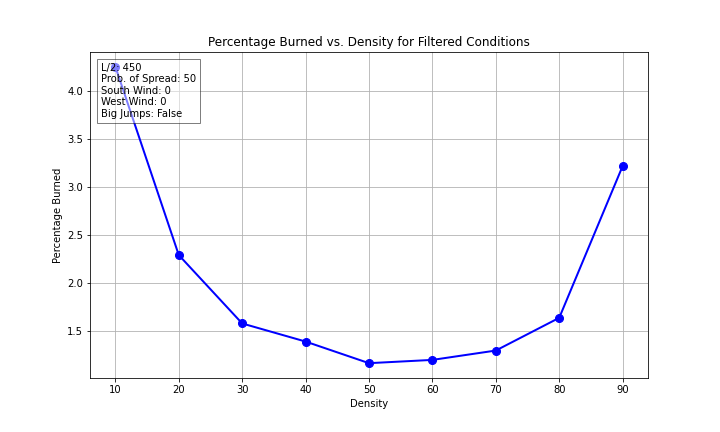 Percentage Burned vs. Density for Filtered Conditions
L/2: 450
Prob. of Spread: 50
South Wind: 0
West Wind: 0
Big Jumps: False
4.0
3.5
3.0
2.5
2.0
1.5
Percentage Burned
10 20 30 40 50 60 70 80 90
Density